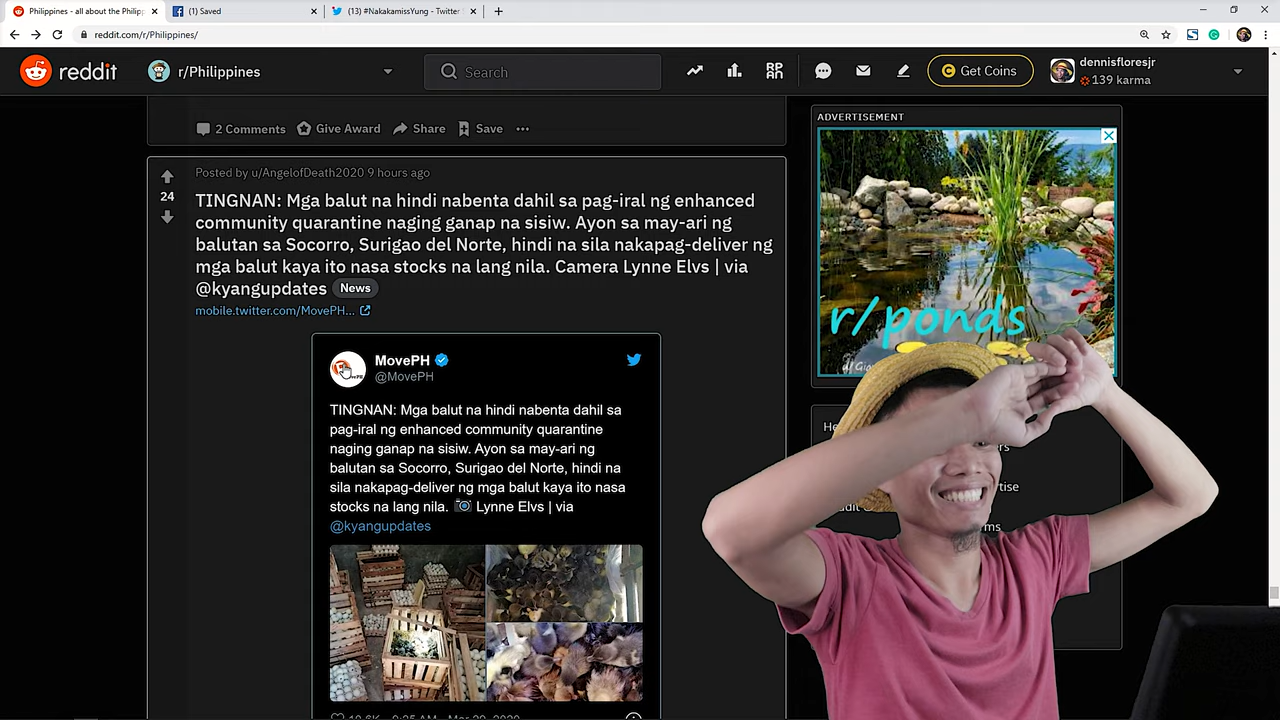 Philippines - all about the Philipp
(1) Saved
(13) #NakakamissYung - Twitter S
reddit.com/r/Philippines/
reddit
r/Philippines
Search
Get Coins
dennisfloresjr
139 karma
2 Comments
Give Award
Share
Save
ADVERTISEMENT
r/ponds
Posted by u/AngelofDeath2020 9 hours ago
24
TINGNAN: Mga balut na hindi nabenta dahil sa pag-iral ng enhanced
community quarantine naging ganap na sisiw. Ayon sa may-ari ng
balutan sa Socorro, Surigao del Norte, hindi na sila nakapag-deliver ng
mga balut kaya ito nasa stocks na lang nila. Camera Lynne Elvs | via
@kyangupdates News
mobile.twitter.com/MovePH...
MovePH
@MovePH
TINGNAN: Mga balut na hindi nabenta dahil sa
pag-iral ng enhanced community quarantine
naging ganap na sisiw. Ayon sa may-ari ng
balutan sa Socorro, Surigao del Norte, hindi na
sila nakapag-deliver ng mga balut kaya ito nasa
stocks na lang nila. 📷 Lynne Elvs | via
@kyangupdates